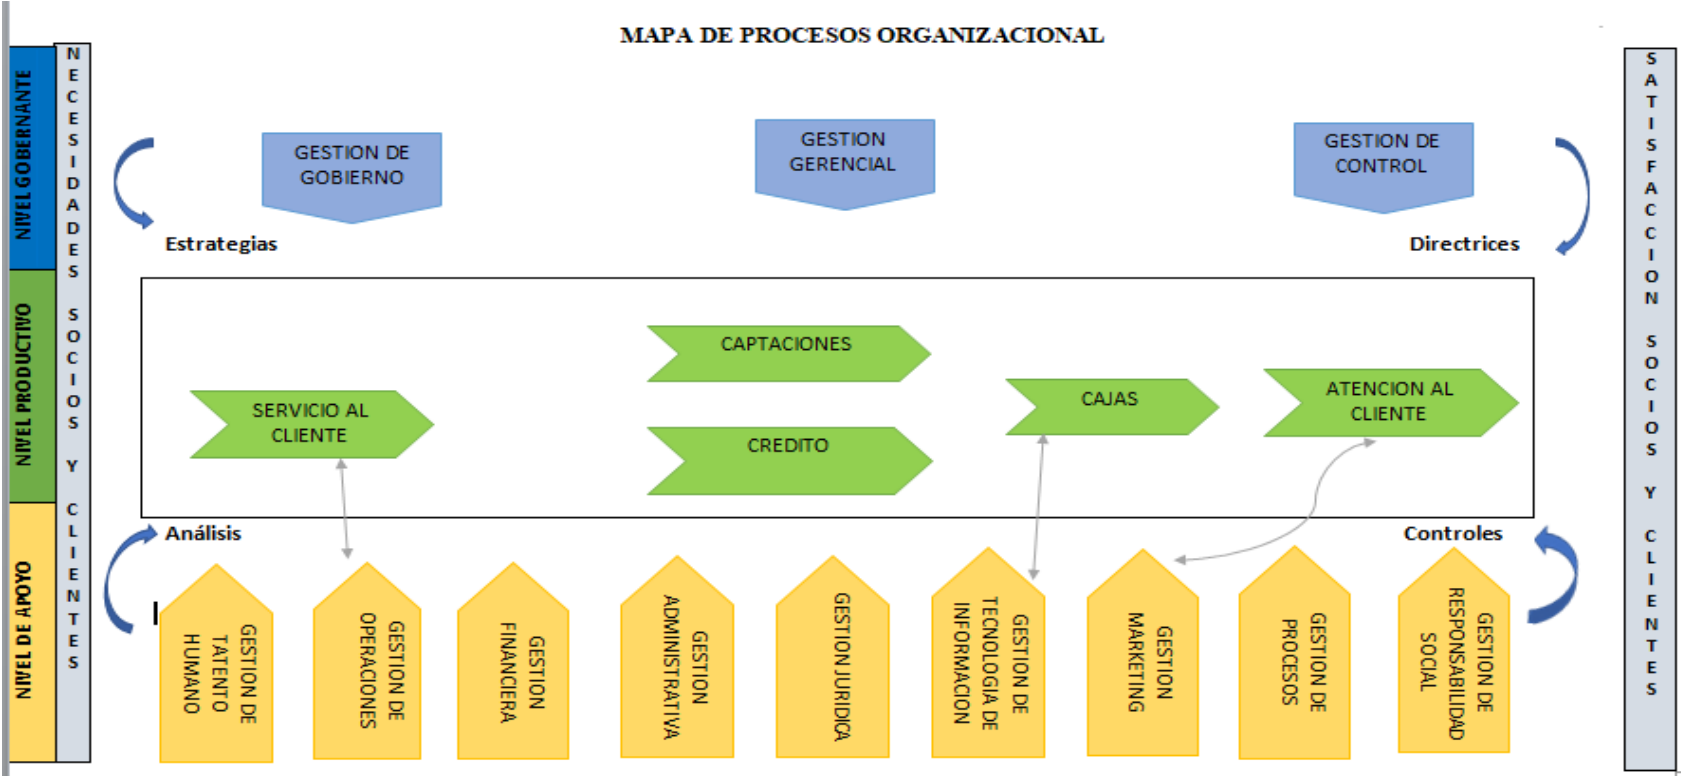 MAPA DE PROCESOS ORGANIZACIONAL
NIVEL GOBERNANTE
NIVEL PRODUCTIVO
NIVEL DE APOYO
NECESIDADES SOCIOS Y CLIENTES
GESTION DE
GOBIERNO
GESTION
GERENCIAL
GESTION DE
CONTROL
Estrategias
Directrices
SERVICIO AL
CLIENTE
CAPTACIONES
CREDITO
CAJAS
ATENCION AL
CLIENTE
Análisis
Controles
GESTION DE
TATENTO
HUMANO
GESTION DE
OPERACIONES
GESTION
FINANCIERA
GESTION
ADMINISTRATIVA
GESTION JURIDICA
GESTION DE
TECNOLOGIA DE
INFORMACION
GESTION
MARKETING
GESTION DE
PROCESOS
GESTION DE
RESPONSABILIDAD
SOCIAL
SATISFACCION SOCIOS Y CLIENTES